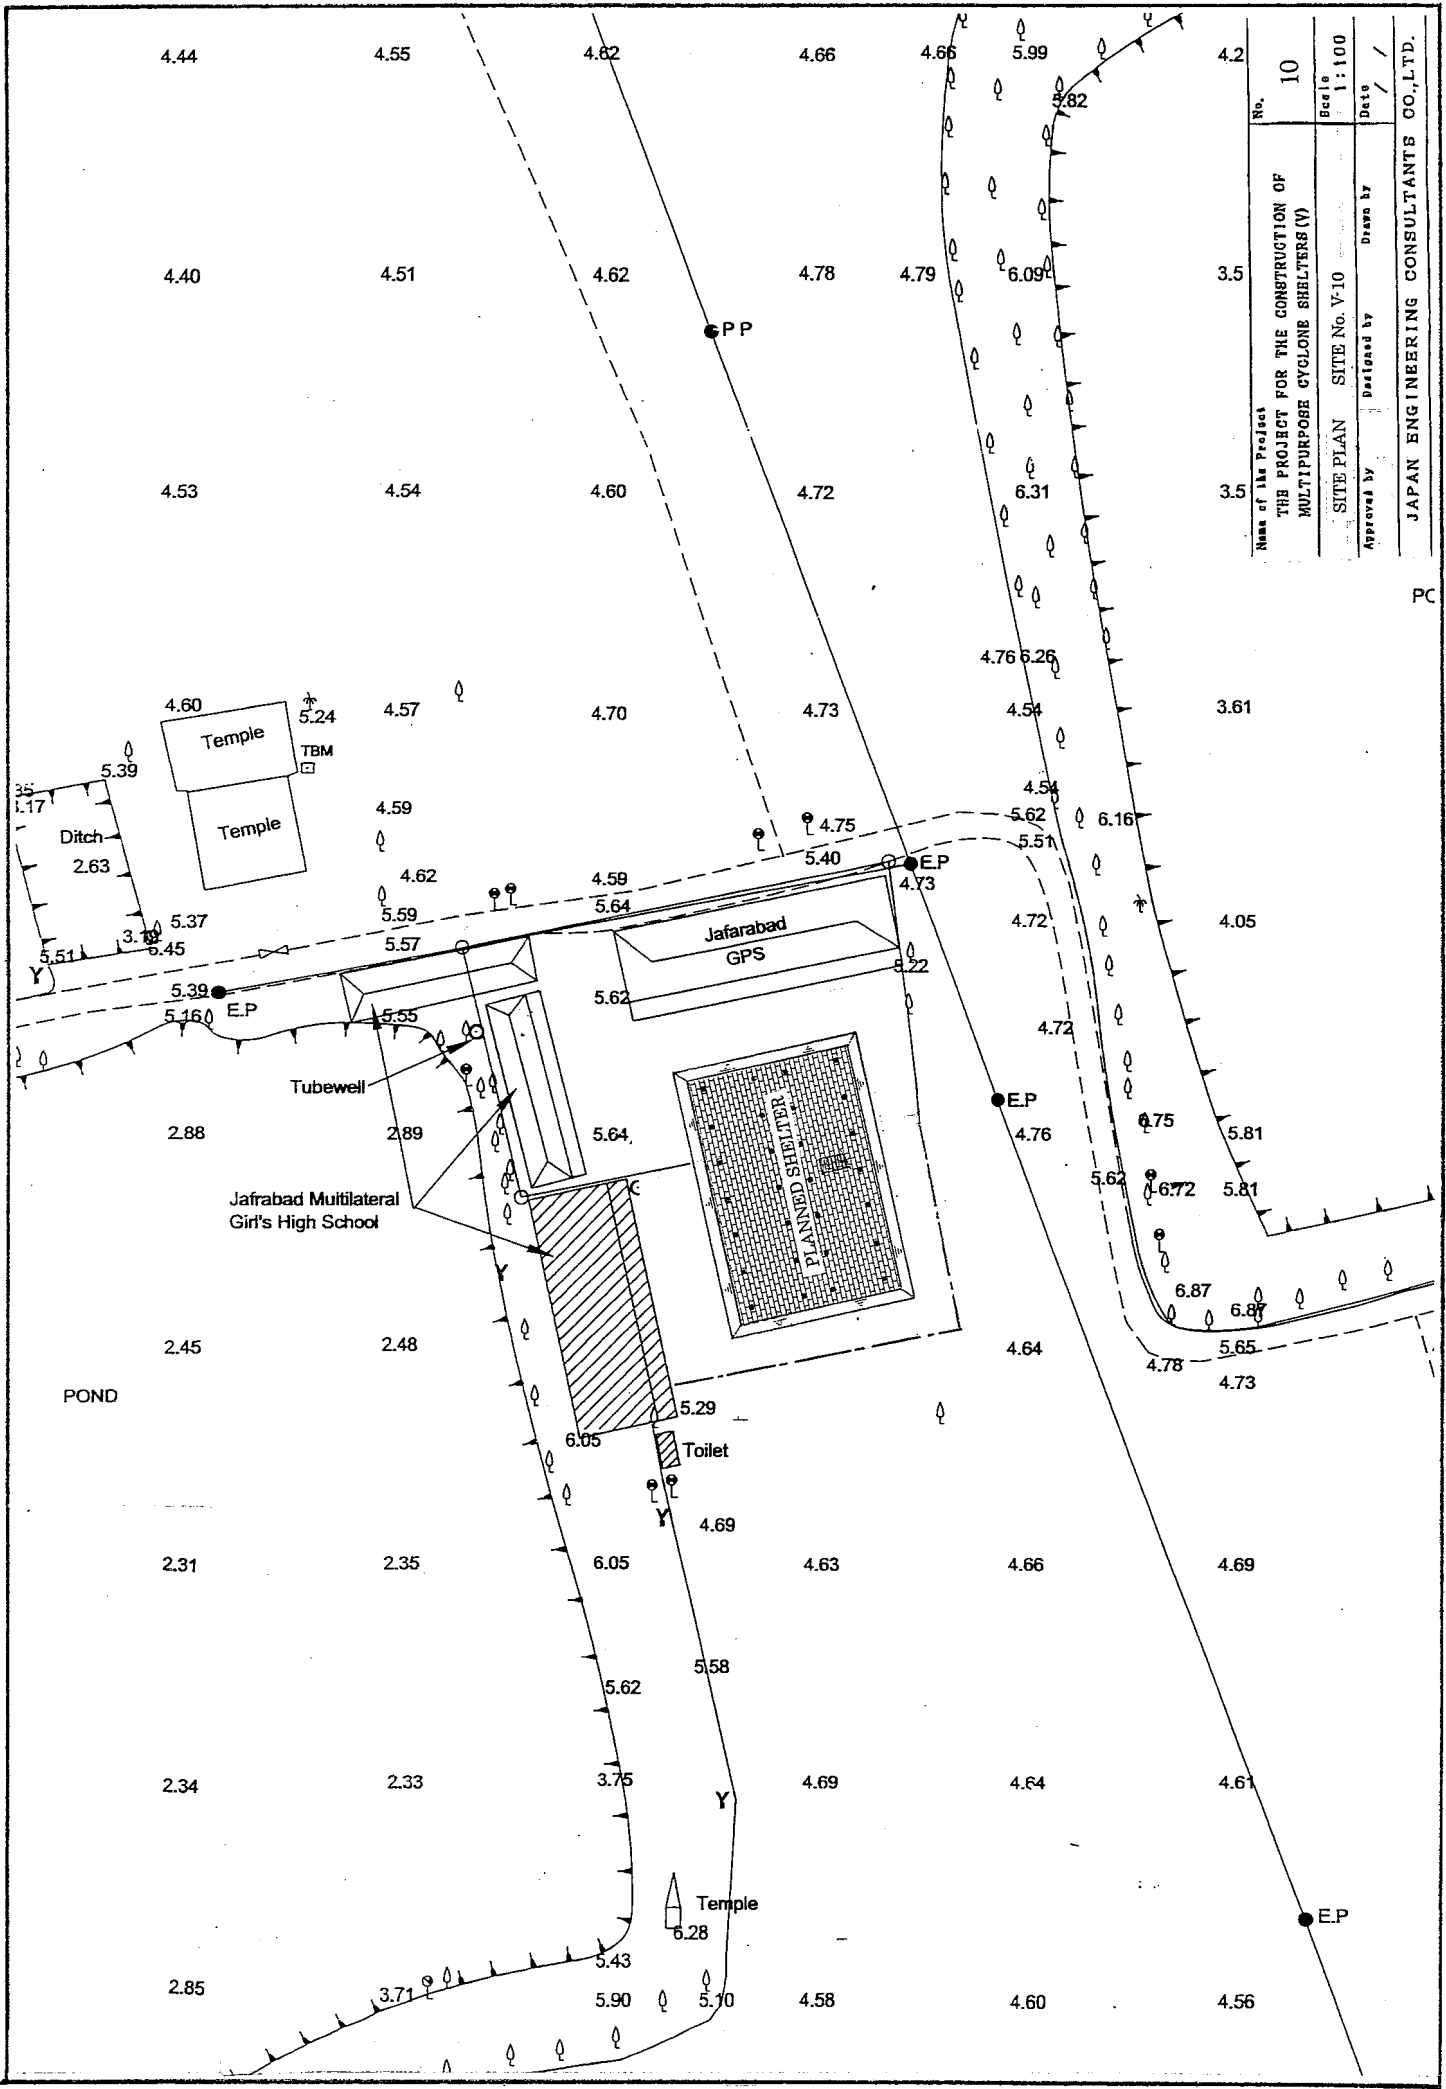 4.44 4.55 4.62 4.66 4.66 5.99 4.2
5.82
4.40 4.51 4.62 4.78 4.79 6.09 3.5
P P
4.53 4.54 4.60 4.72 6.31 3.5
No.
10
Scale
1:100
Date / /
Name of the Project
THE PROJECT FOR THE CONSTRUCTION OF
MULTIPURPOSE CYCLONE SHELTERS (V)
SITE PLAN SITE No. V-10
Approved by Designed by Drawn by
JAPAN ENGINEERING CONSULTANTS CO.,LTD.
PO
4.76 6.26
4.60 5.24 4.57 4.70 4.73 4.54 3.61
Temple
TBM
5.39
35
3.17
4.54
Temple
4.59
4.75
5.62 6.16
Ditch
5.51
2.63
5.40
E.P
4.62 4.59 4.73
5.37 5.59 5.64 4.72 4.05
Jafarabad
GPS
3.19 6.45
5.57
5.51
Y
5.22
5.39
E.P
5.62
5.16 5.55 4.72
Tubewell
E.P
PLANNED SHELTER
6.75
2.88 2.89 5.64 4.76 5.81
5.62 6.72 5.81
Jafrabad Multilateral
Girl's High School
Y
6.87
6.87
2.45 2.48 4.64 5.65
4.78
4.73
POND
5.29
6.05
Toilet
Y
4.69
2.31 2.35 6.05 4.63 4.66 4.69
5.58
5.62
2.34 2.33 3.75 4.69 4.64 4.61
Y
Temple
E.P
6.28
5.43
2.85 3.71 5.90 5.10 4.58 4.60 4.56